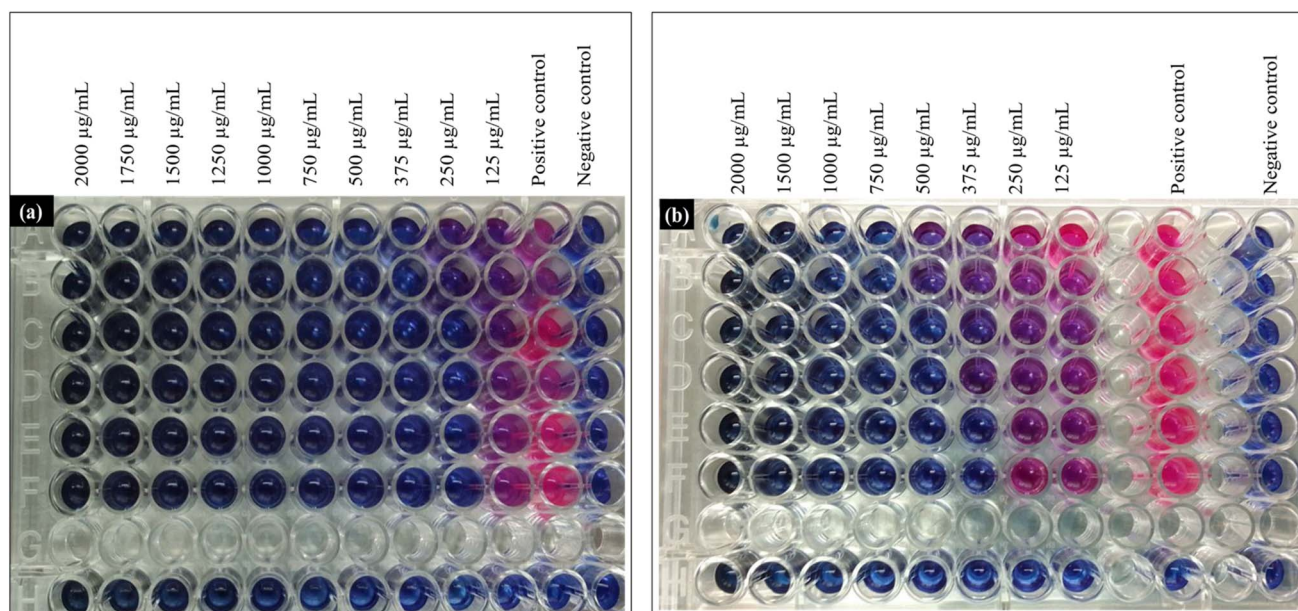 2000 µg/mL
1750 µg/mL
1500 µg/mL
1250 µg/mL
1000 µg/mL
750 µg/mL
500 µg/mL
375 µg/mL
250 µg/mL
125 µg/mL
Positive control
Negative control
(a)
A
B
C
D
E
F
G
H
2000 µg/mL
1500 µg/mL
1000 µg/mL
750 µg/mL
500 µg/mL
375 µg/mL
250 µg/mL
125 µg/mL
Positive control
Negative control
(b)
A
B
C
D
E
F
G
H